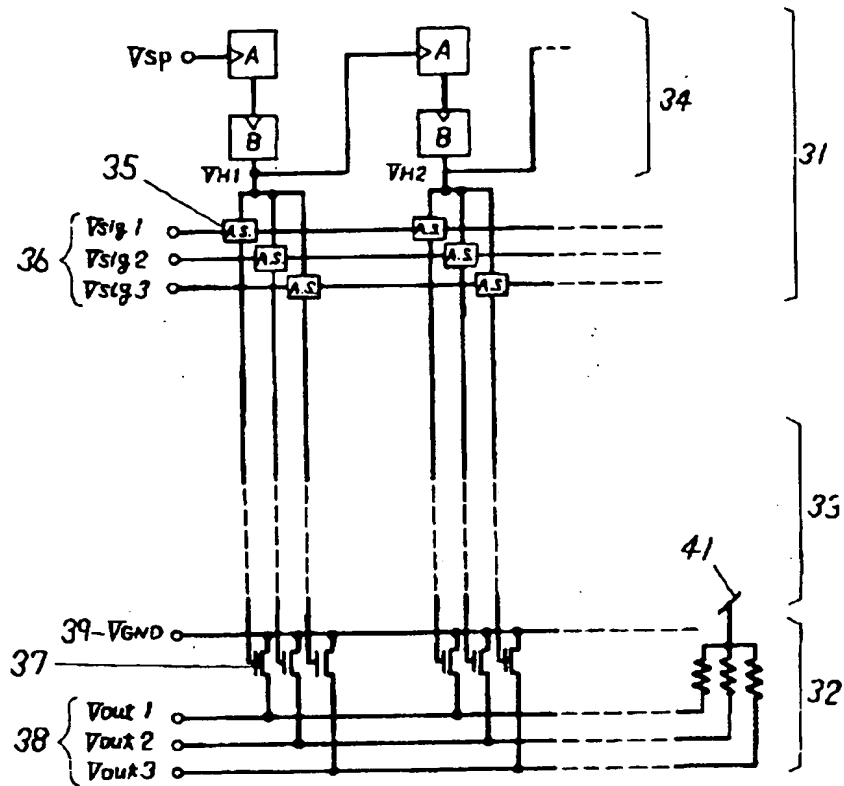 VSP
A
A
34
B
B
31
35
VH1
VH2
36
Vsig 1
A.S.
A.S.
Vsig 2
A.S.
A.S.
Vsig 3
A.S.
A.S.
33
41
39-VGND
37
32
38
Vout 1
Vout 2
Vout 3